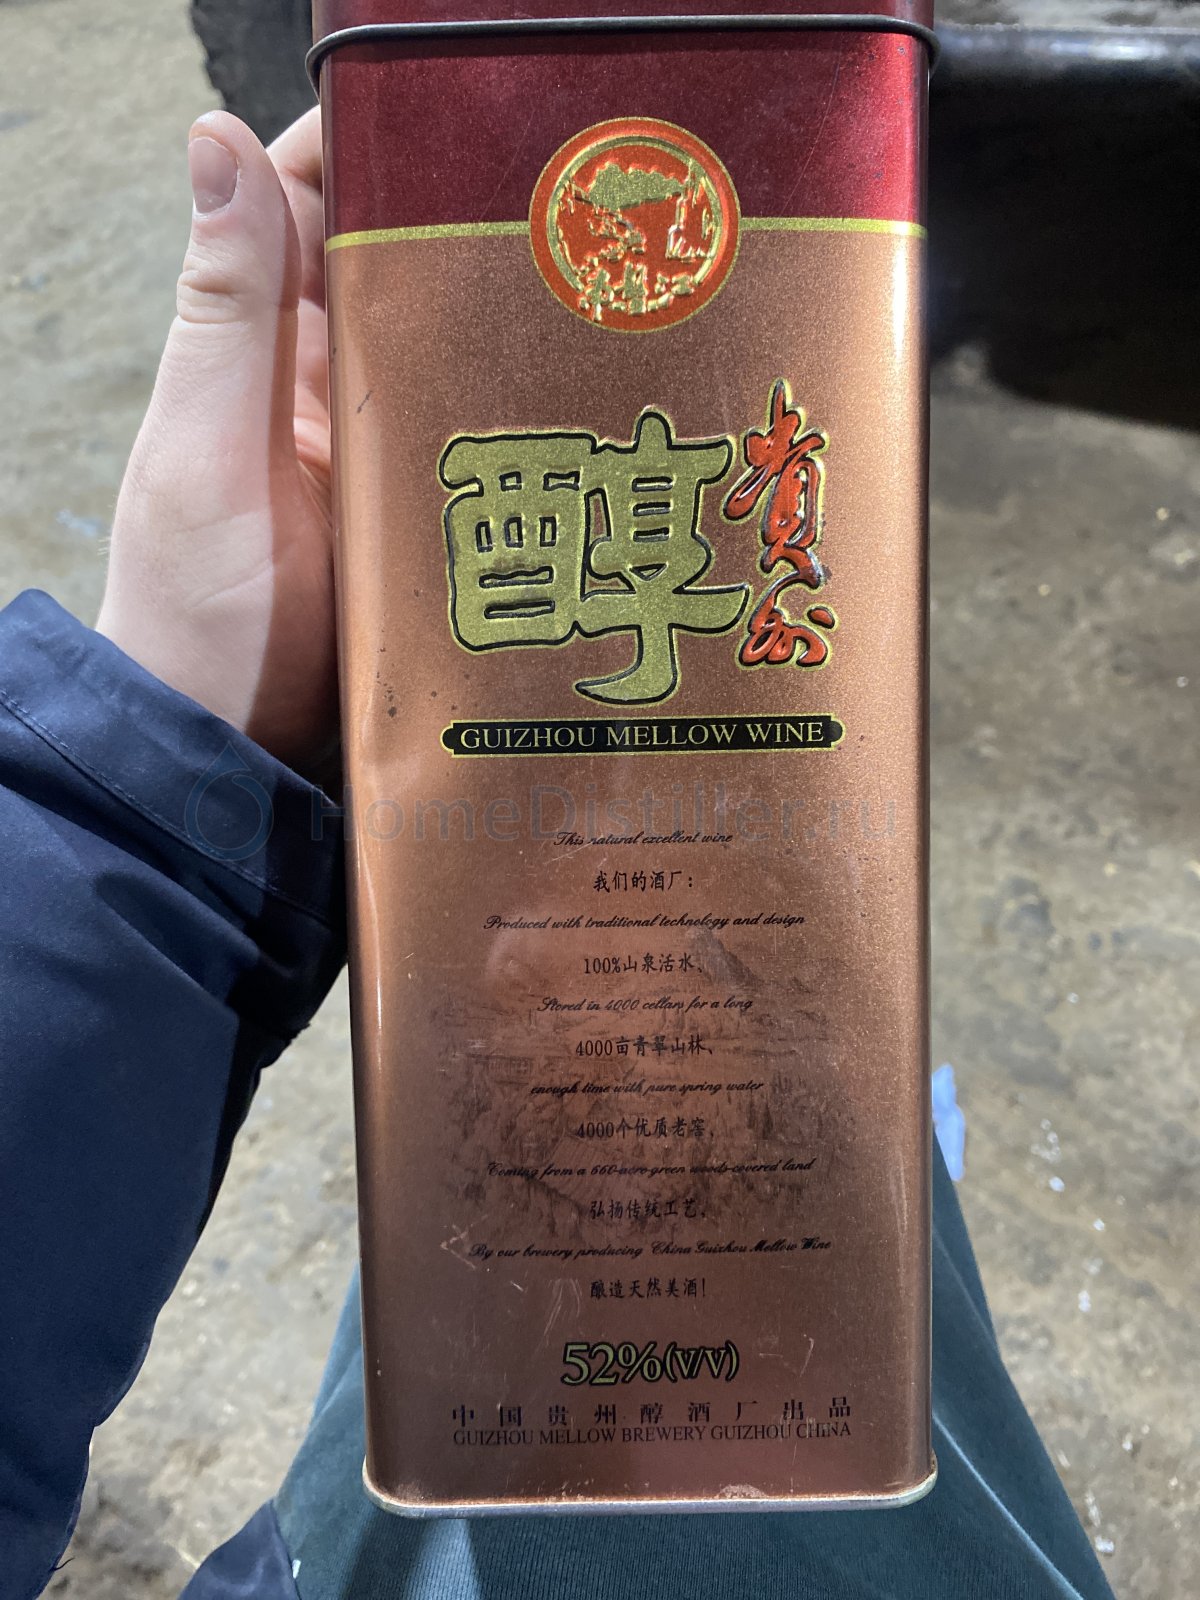 贵州
醇
GUIZHOU MELLOW WINE
HomeDistiller.ru
This natural excellent wine
我们的酒厂：
Produced with traditional technology and design
100%山泉活水、
Stored in 4000 cellars for a long
4000亩青翠山林、
enough time with pure spring water
4000个优质老窖，
Coming from a 660-acre green woods-covered land
弘扬传统工艺，
By our brewery producing China Guizhou Mellow Wine
酿造天然美酒！
52%(V/V)
中国贵州醇酒厂出品
GUIZHOU MELLOW BREWERY GUIZHOU CHINA